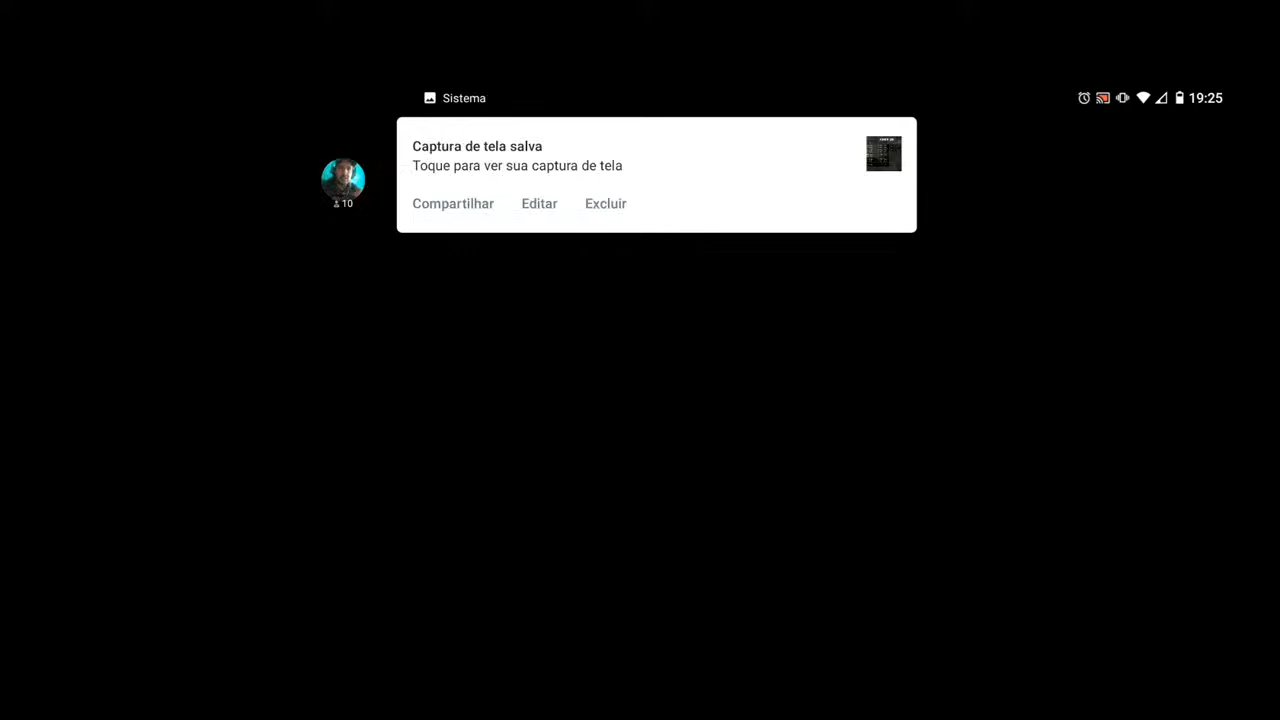 Sistema
19:25
Captura de tela salva
Toque para ver sua captura de tela
Compartilhar Editar Excluir
10